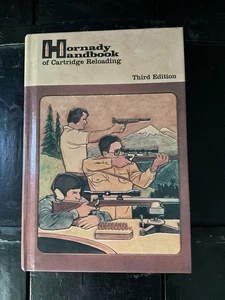 Hornady
Handbook
of Cartridge Reloading
Third Edition